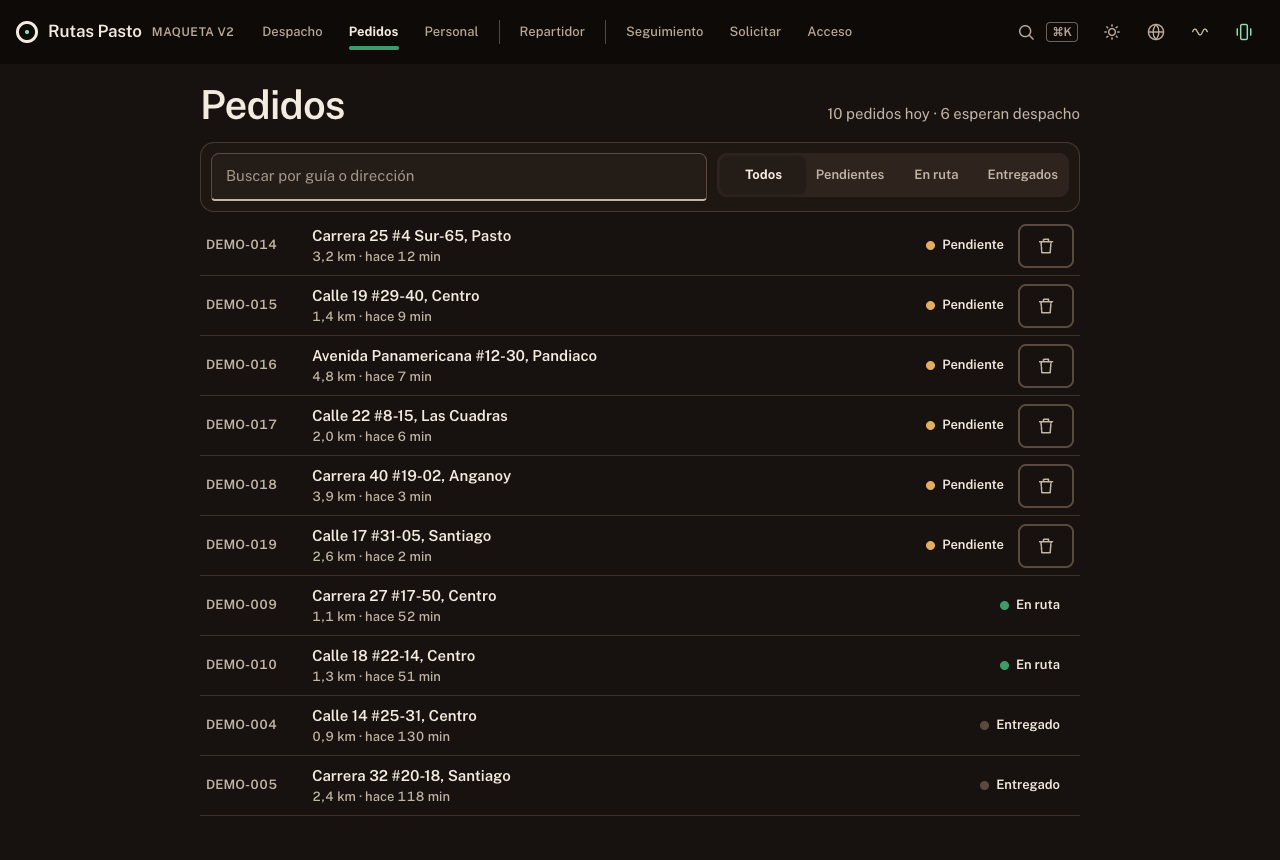 Rutas Pasto MAQUETA V2 Despacho Pedidos Personal Repartidor Seguimiento Solicitar Acceso ⌘K
Pedidos
10 pedidos hoy · 6 esperan despacho
Buscar por guía o dirección
Todos Pendientes En ruta Entregados
DEMO-014 Carrera 25 #4 Sur-65, Pasto Pendiente
3,2 km · hace 12 min
DEMO-015 Calle 19 #29-40, Centro Pendiente
1,4 km · hace 9 min
DEMO-016 Avenida Panamericana #12-30, Pandiaco Pendiente
4,8 km · hace 7 min
DEMO-017 Calle 22 #8-15, Las Cuadras Pendiente
2,0 km · hace 6 min
DEMO-018 Carrera 40 #19-02, Anganoy Pendiente
3,9 km · hace 3 min
DEMO-019 Calle 17 #31-05, Santiago Pendiente
2,6 km · hace 2 min
DEMO-009 Carrera 27 #17-50, Centro En ruta
1,1 km · hace 52 min
DEMO-010 Calle 18 #22-14, Centro En ruta
1,3 km · hace 51 min
DEMO-004 Calle 14 #25-31, Centro Entregado
0,9 km · hace 130 min
DEMO-005 Carrera 32 #20-18, Santiago Entregado
2,4 km · hace 118 min